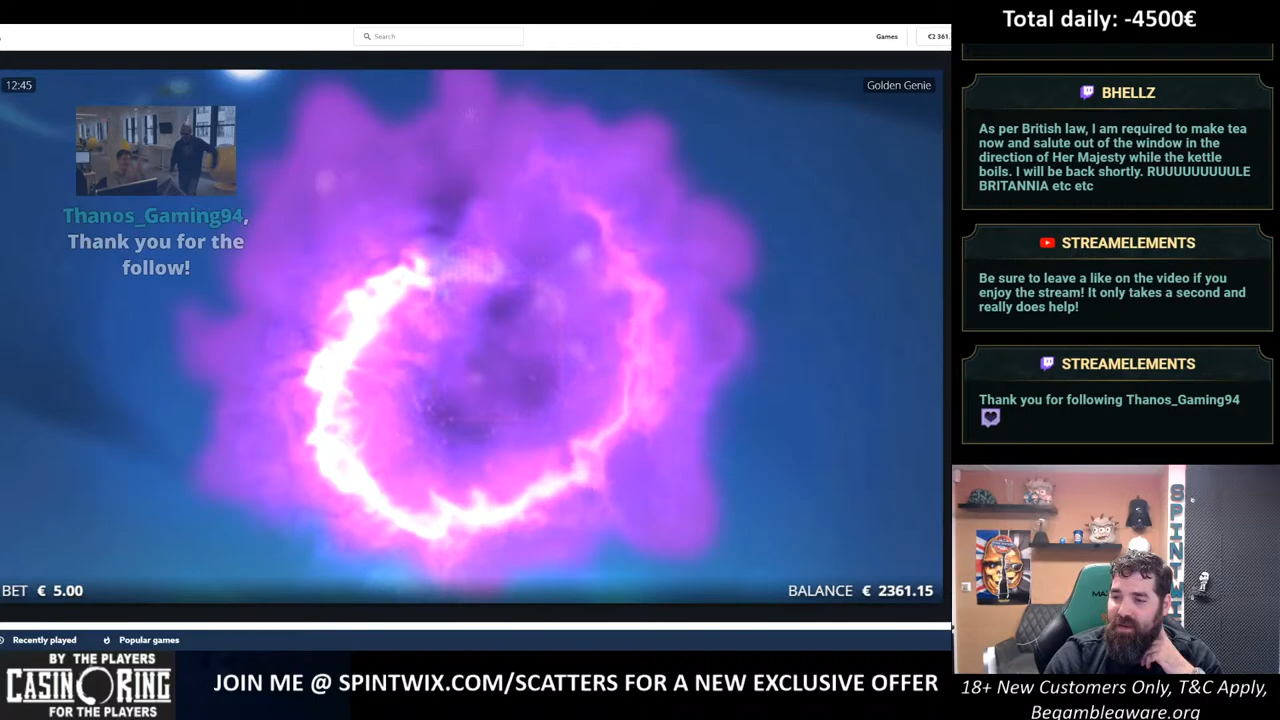 Total daily: -4500€
Search
Games
€2 361.
12:45
Golden Genie
Thanos_Gaming94,
Thank you for the
follow!
BHELLZ
As per British law, I am required to make tea
now and salute out of the window in the
direction of Her Majesty while the kettle
boils. I will be back shortly. RUUUUUUUULE
BRITANNIA etc etc
STREAMELEMENTS
Be sure to leave a like on the video if you
enjoy the stream! It only takes a second and
really does help!
STREAMELEMENTS
Thank you for following Thanos_Gaming94
BET € 5.00
BALANCE € 2361.15
Recently played
Popular games
SPINTWI
BY THE PLAYERS
CASINORING
FOR THE PLAYERS
JOIN ME @ SPINTWIX.COM/SCATTERS FOR A NEW EXCLUSIVE OFFER
18+ New Customers Only, T&C Apply,
Begambleaware.org